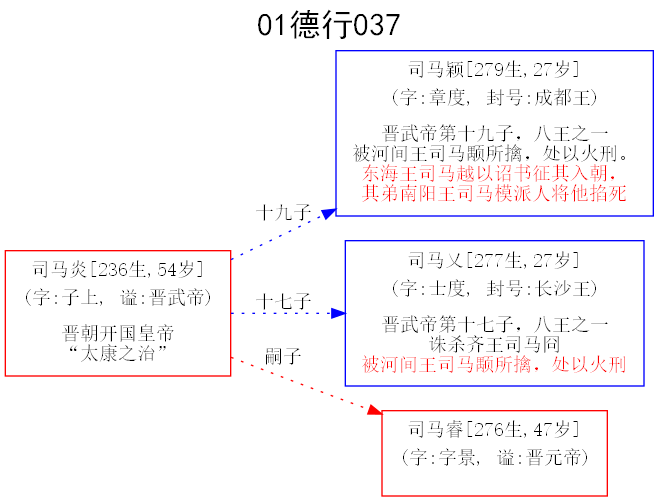 01德行037
司马颖[279生,27岁]
(字:章度, 封号:成都王)
晋武帝第十九子，八王之一
被河间王司马颙所擒，处以火刑。
东海王司马越以诏书征其入朝，
其弟南阳王司马模派人将他掐死
十九子
司马炎[236生,54岁]
(字:子上, 谥:晋武帝)
晋朝开国皇帝
“太康之治”
十七子
司马乂[277生,27岁]
(字:士度, 封号:长沙王)
晋武帝第十七子，八王之一
诛杀齐王司马冏
被河间王司马颙所擒，处以火刑
嗣子
司马睿[276生,47岁]
(字:字景, 谥:晋元帝)